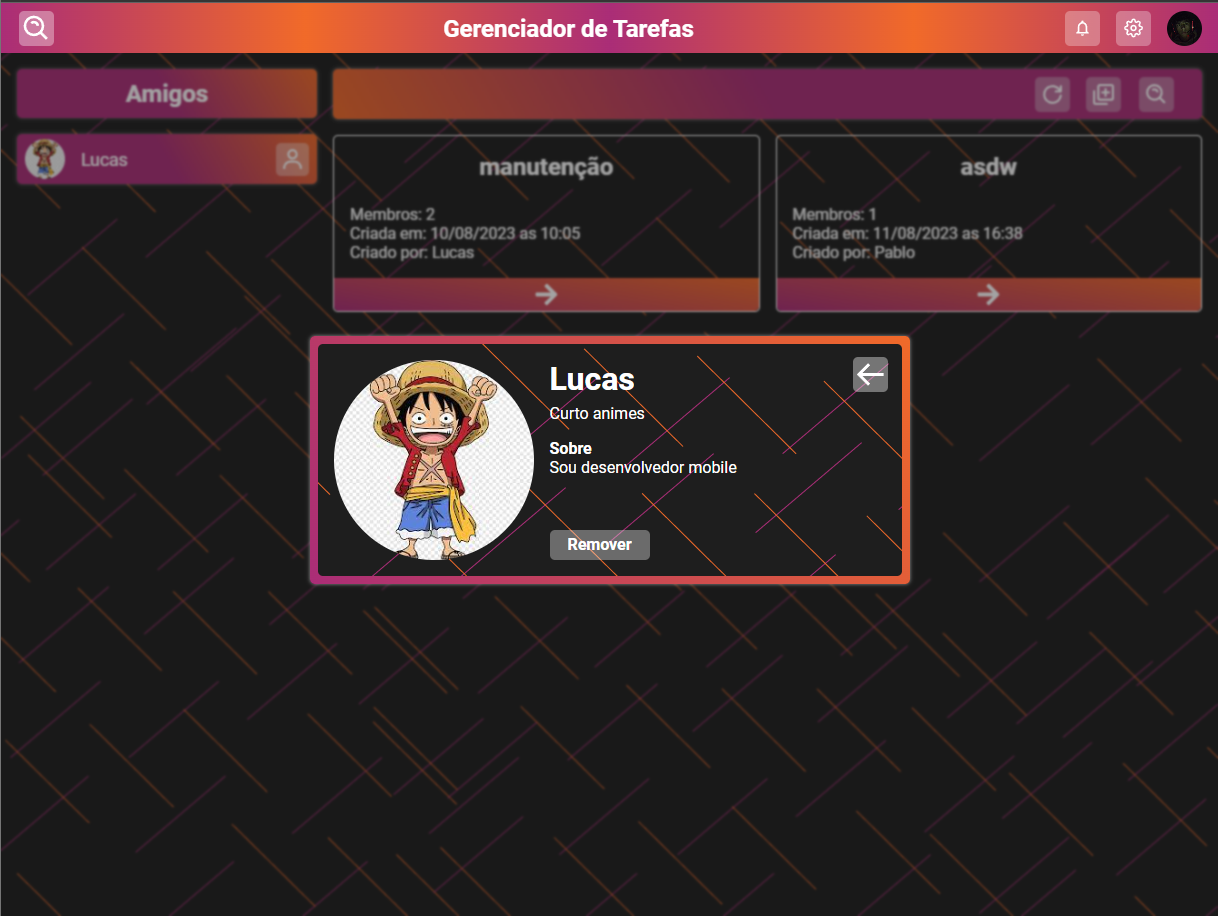 Gerenciador de Tarefas
Amigos
Lucas
manutenção
Membros: 2
Criada em: 10/08/2023 as 10:05
Criado por: Lucas
asdw
Membros: 1
Criada em: 11/08/2023 as 16:38
Criado por: Pablo
Lucas
Curto animes
Sobre
Sou desenvolvedor mobile
Remover